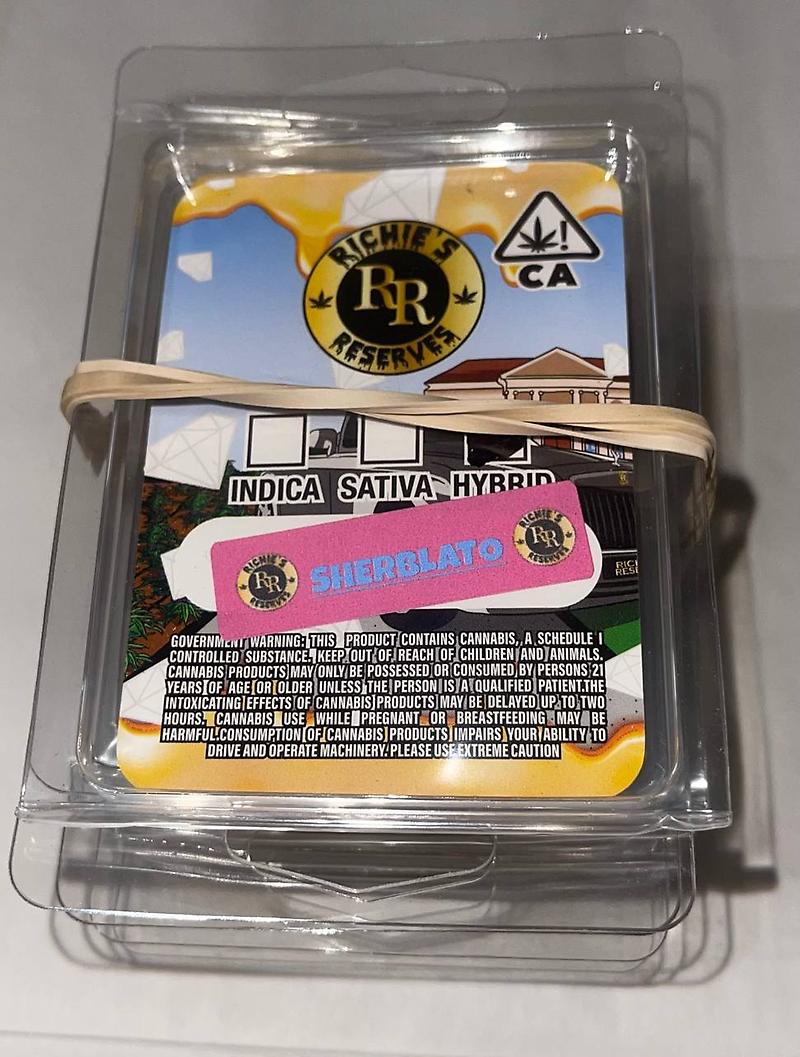 RICHIE'S
RR
RESERVES
!
CA
INDICA SATIVA HYBRID
RICHIE'S
RR
RESERVES
SHERBLATO
RICHIE'S
RR
RESERVES
GOVERNMENT WARNING: THIS PRODUCT CONTAINS CANNABIS, A SCHEDULE I
CONTROLLED SUBSTANCE. KEEP OUT OF REACH OF CHILDREN AND ANIMALS.
CANNABIS PRODUCTS MAY ONLY BE POSSESSED OR CONSUMED BY PERSONS 21
YEARS OF AGE OR OLDER UNLESS THE PERSON IS A QUALIFIED PATIENT.THE
INTOXICATING EFFECTS OF CANNABIS PRODUCTS MAY BE DELAYED UP TO TWO
HOURS. CANNABIS USE WHILE PREGNANT OR BREASTFEEDING MAY BE
HARMFUL.CONSUMPTION OF CANNABIS PRODUCTS IMPAIRS YOUR ABILITY TO
DRIVE AND OPERATE MACHINERY. PLEASE USE EXTREME CAUTION